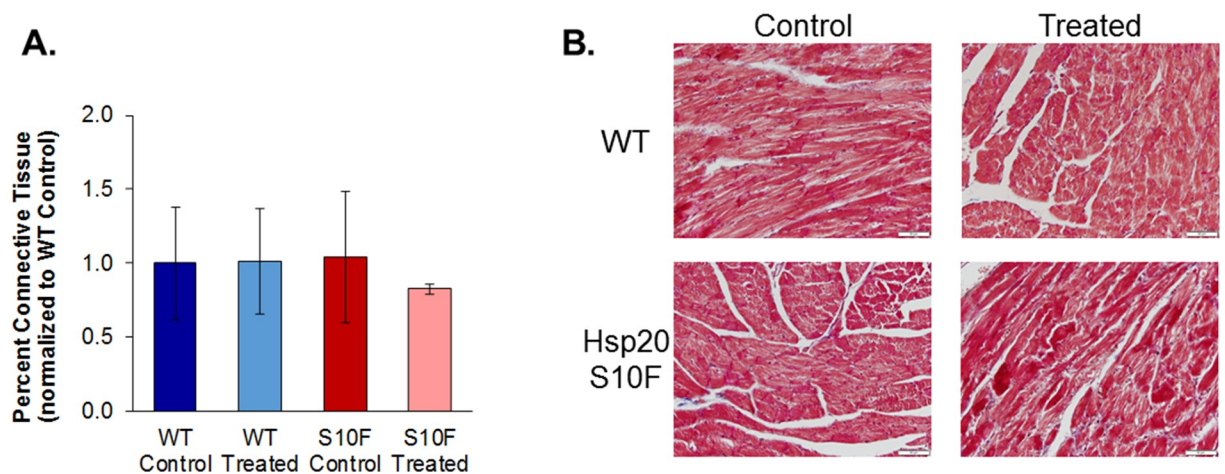 A.
Percent Connective Tissue
(normalized to WT Control)
2.0
1.5
1.0
0.5
0.0
WT
Control
WT
Treated
S10F
Control
S10F
Treated
B.
Control
Treated
WT
Hsp20
S10F